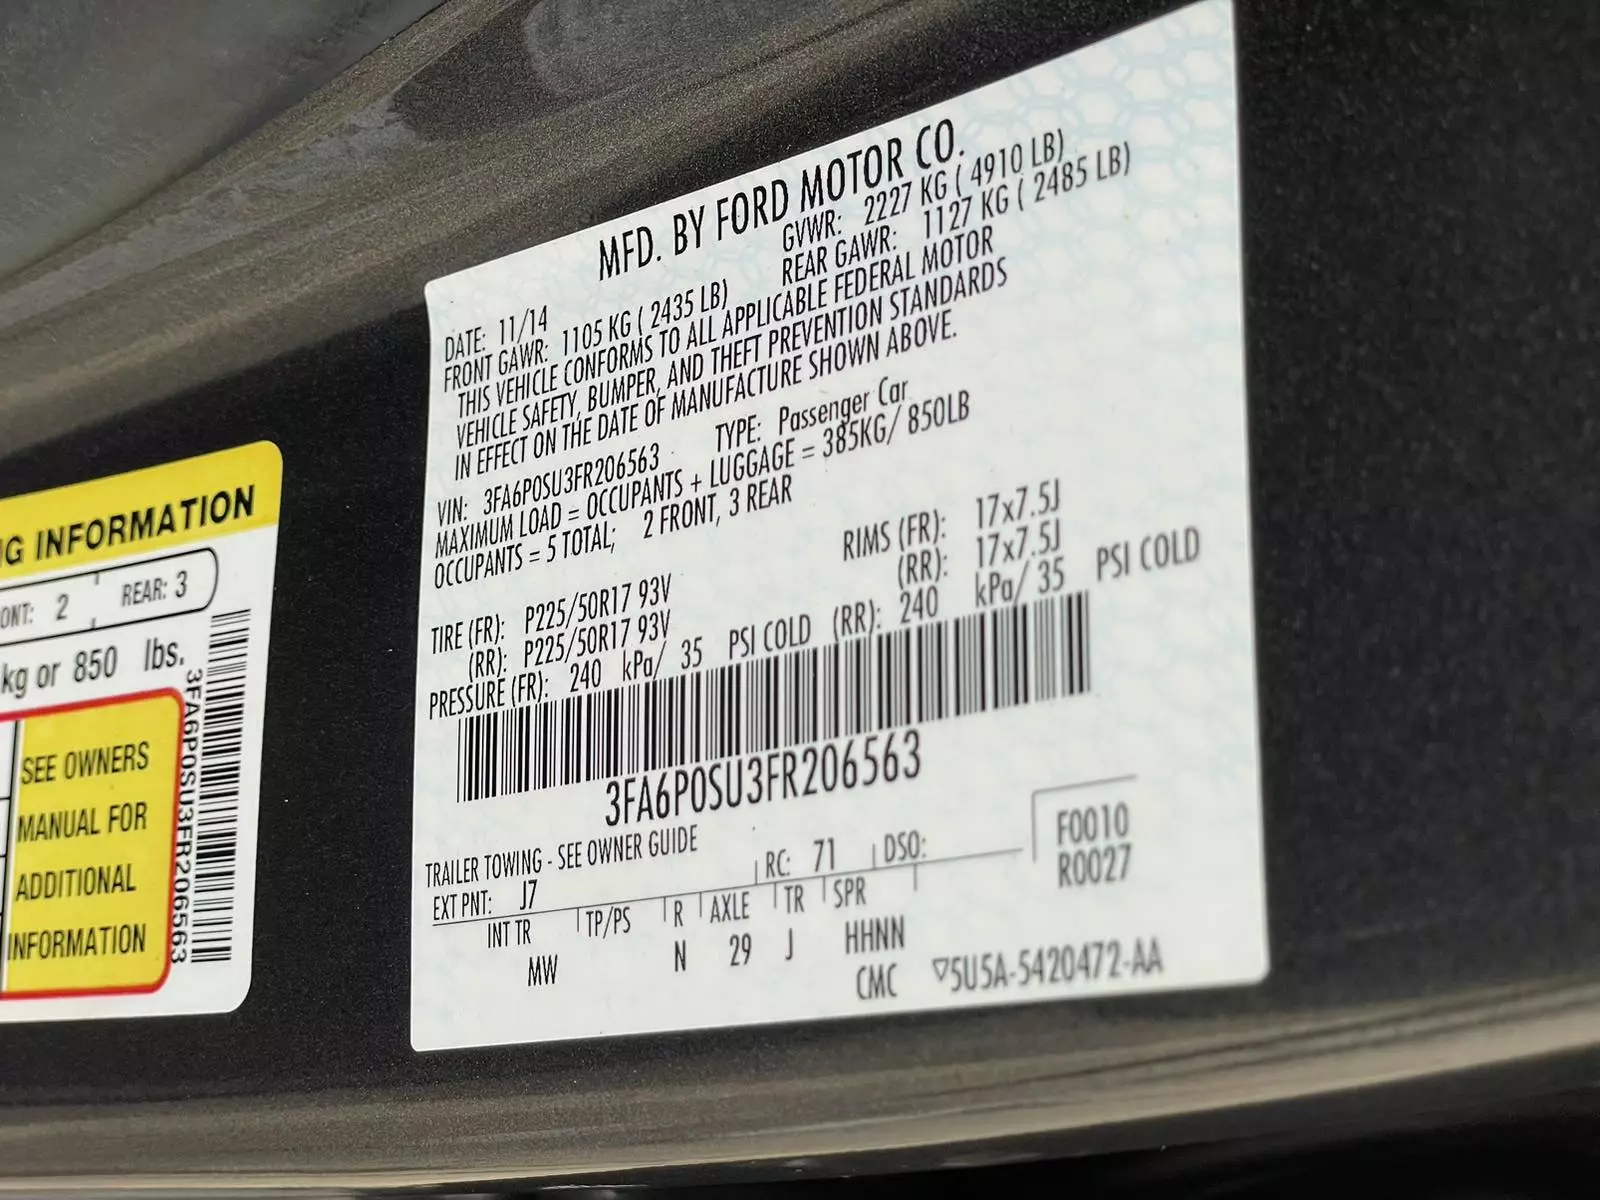 MFD. BY FORD MOTOR CO.
DATE: 11/14
GVWR: 2227 KG ( 4910 LB)
FRONT GAWR: 1105 KG ( 2435 LB)
REAR GAWR: 1127 KG ( 2485 LB)
THIS VEHICLE CONFORMS TO ALL APPLICABLE FEDERAL MOTOR
VEHICLE SAFETY, BUMPER, AND THEFT PREVENTION STANDARDS
IN EFFECT ON THE DATE OF MANUFACTURE SHOWN ABOVE.
VIN: 3FA6P0SU3FR206563 TYPE: Passenger Car
MAXIMUM LOAD = OCCUPANTS + LUGGAGE = 385KG/ 850LB
OCCUPANTS = 5 TOTAL; 2 FRONT, 3 REAR
TIRE (FR): P225/50R17 93V RIMS (FR): 17x7.5J
(RR): P225/50R17 93V (RR): 17x7.5J
PRESSURE (FR): 240 kPa/ 35 PSI COLD (RR): 240 kPa/ 35 PSI COLD
3FA6P0SU3FR206563
TRAILER TOWING - SEE OWNER GUIDE
F0010
R0027
EXT PNT: J7 RC: 71 DSO:
INT TR TP/PS R AXLE TR SPR
MW N 29 J HHNN
CMC ▽5U5A-5420472-AA
NG INFORMATION
ONT: 2 REAR: 3
kg or 850 lbs.
SEE OWNERS
MANUAL FOR
ADDITIONAL
INFORMATION
3FA6P0SU3FR206563